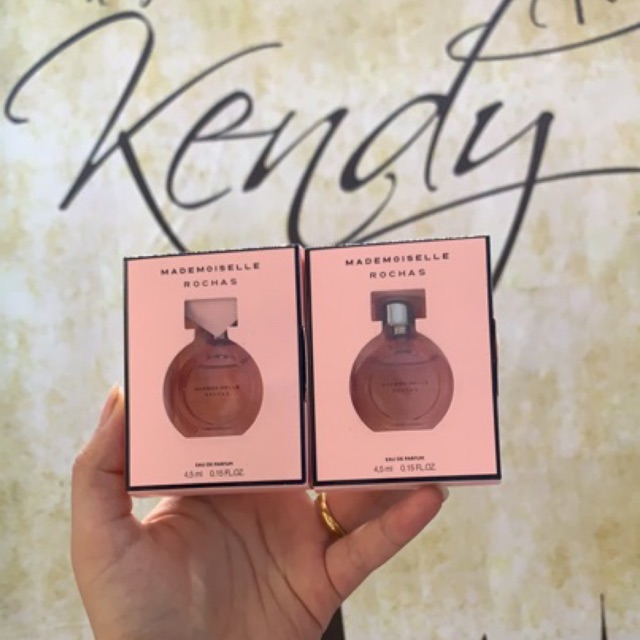 Kendy
MADEMOISELLE
ROCHAS
EAU DE PARFUM
4,5 ml 0.15 FL.OZ.
MADEMOISELLE
ROCHAS
EAU DE PARFUM
4,5 ml 0.15 FL.OZ.